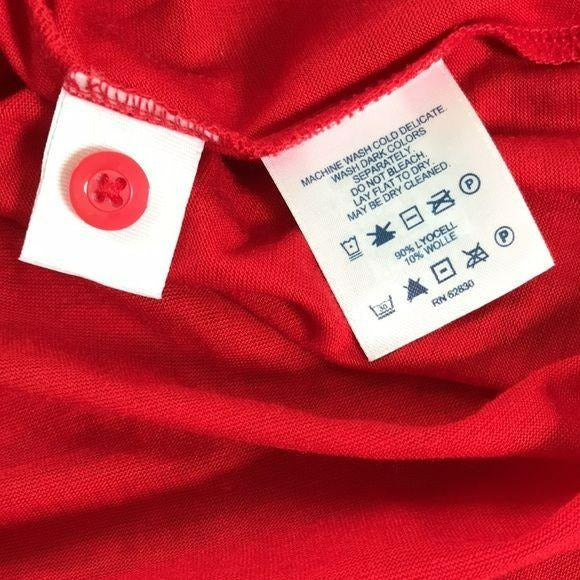 MACHINE WASH COLD DELICATE
WASH DARK COLORS
SEPARATELY.
DO NOT BLEACH.
LAY FLAT TO DRY.
MAY BE DRY CLEANED.
P
90% LYOCELL
10% WOLLE
30 P
RN 62830